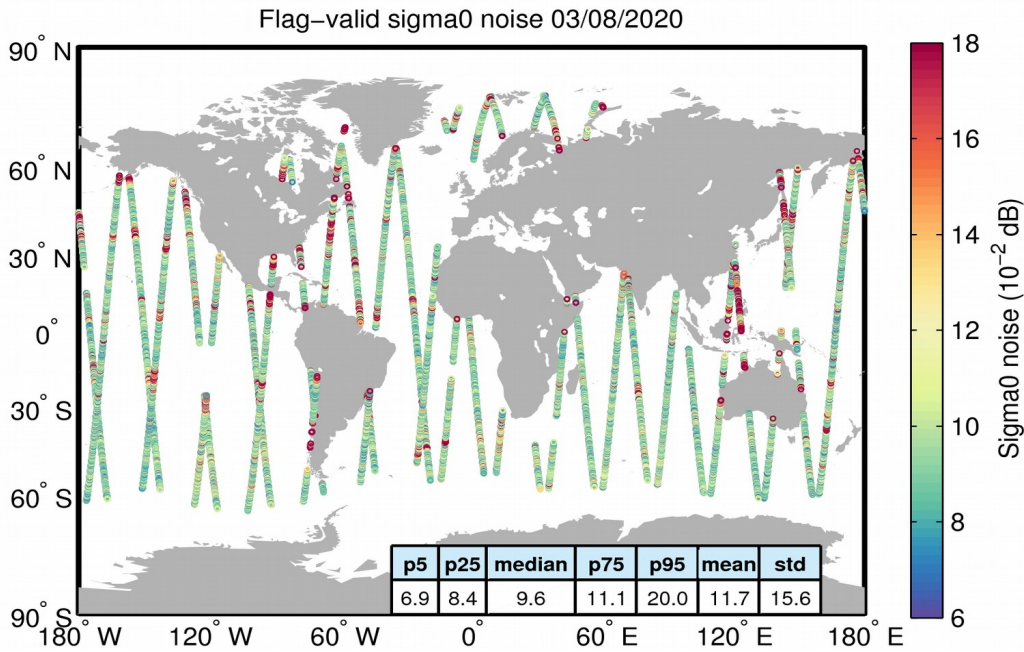 Flag−valid sigma0 noise 03/08/2020
90° N
60° N
30° N
0°
30° S
60° S
90° S
180° W 120° W 60° W 0° 60° E 120° E 180° E
p5 p25 median p75 p95 mean std
6.9 8.4 9.6 11.1 20.0 11.7 15.6
18
16
14
12
10
8
6
Sigma0 noise (10⁻² dB)